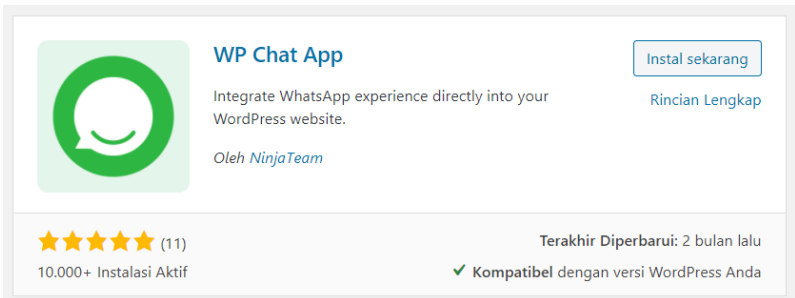 WP Chat App
Instal sekarang
Integrate WhatsApp experience directly into your
WordPress website.
Rincian Lengkap
Oleh NinjaTeam
(11)
10.000+ Instalasi Aktif
Terakhir Diperbarui: 2 bulan lalu
Kompatibel dengan versi WordPress Anda